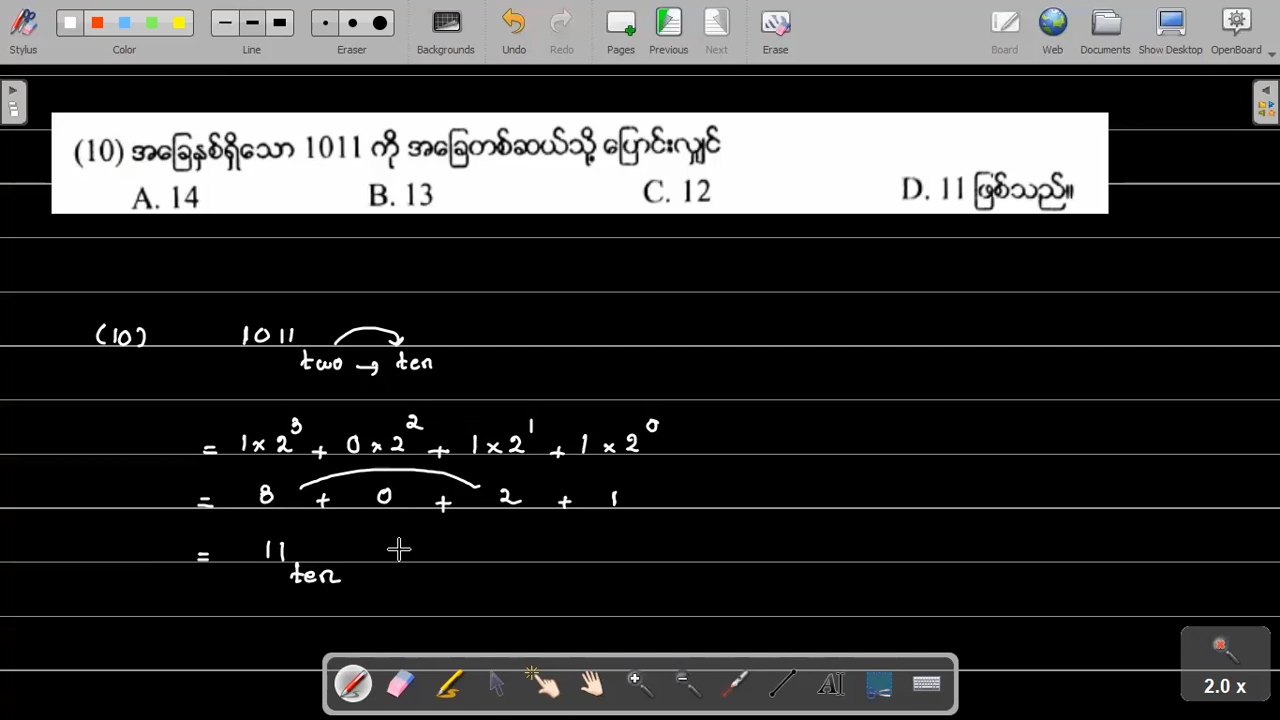 Stylus Color Line Eraser Backgrounds Undo Redo Pages Previous Next Erase Board Web Documents Show Desktop OpenBoard
(10) အခြေနှစ်ရှိသော 1011 ကို အခြေတစ်ဆယ်သို့ ပြောင်းလျှင်
A. 14 B. 13 C. 12 D. 11 ဖြစ်သည်။
(10) 1011 two → ten
= 1 × 2³ + 0 × 2² + 1 × 2¹ + 1 × 2⁰
= 8 + 0 + 2 + 1
= 11 ten
2.0 x